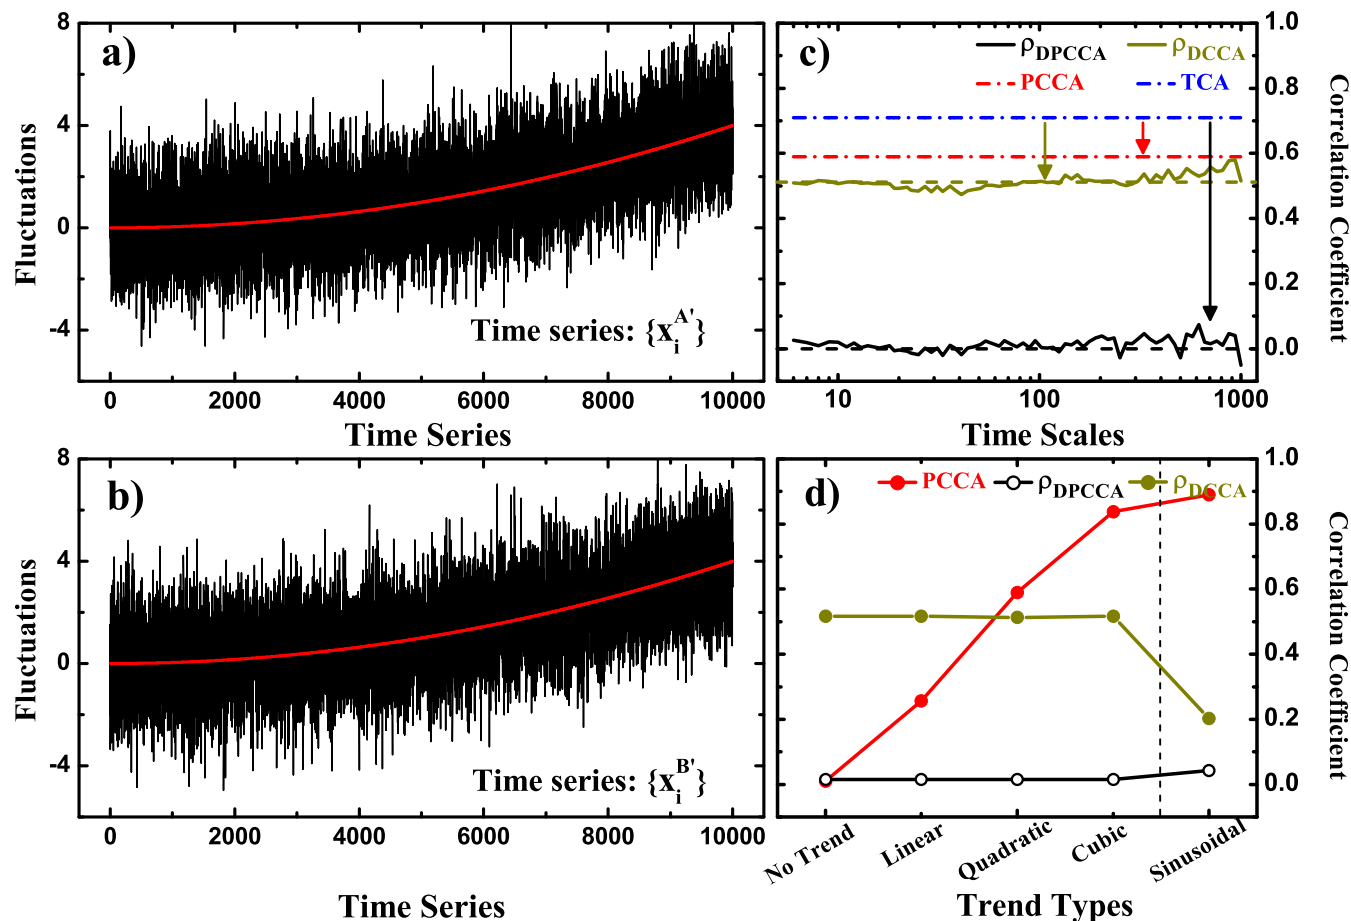 a)
8
4
0
-4
Fluctuations
Time series: {x_i^A'}
0 2000 4000 6000 8000 10000
Time Series
c)
ρDPCCA ρDCCA
PCCA TCA
1.0
0.8
0.6
0.4
0.2
0.0
Correlation Coefficient
10 100 1000
Time Scales
b)
8
4
0
-4
Fluctuations
Time series: {x_i^B'}
0 2000 4000 6000 8000 10000
Time Series
d)
PCCA ρDPCCA ρDCCA
1.0
0.8
0.6
0.4
0.2
0.0
Correlation Coefficient
No Trend Linear Quadratic Cubic Sinusoidal
Trend Types